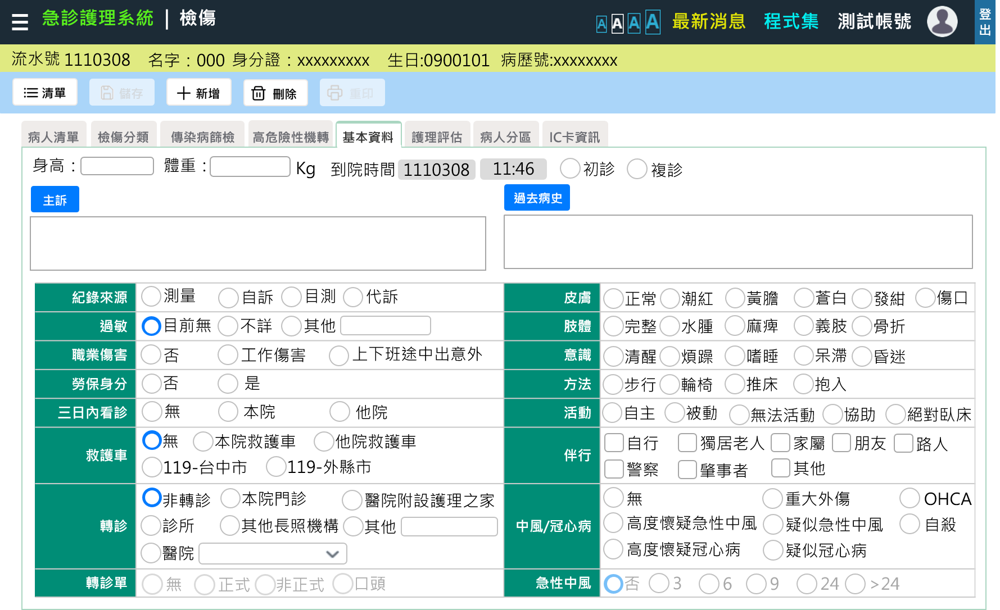 急診護理系統 | 檢傷 A A A A 最新消息 程式集 測試帳號 登出
流水號 1110308 名字：000 身分證：xxxxxxxxx 生日:0900101 病歷號:xxxxxxxx
清單 儲存 新增 刪除 重印
病人清單 檢傷分類 傳染病篩檢 高危險性機轉 基本資料 護理評估 病人分區 IC卡資訊
身高： 體重： Kg 到院時間 1110308 11:46 初診 複診
主訴 過去病史
紀錄來源 測量 自訴 目測 代訴 皮膚 正常 潮紅 黃膽 蒼白 發紺 傷口
過敏 目前無 不詳 其他 肢體 完整 水腫 麻痺 義肢 骨折
職業傷害 否 工作傷害 上下班途中出意外 意識 清醒 煩躁 嗜睡 呆滯 昏迷
勞保身分 否 是 方法 步行 輪椅 推床 抱入
三日內看診 無 本院 他院 活動 自主 被動 無法活動 協助 絕對臥床
救護車 無 本院救護車 他院救護車 伴行 自行 獨居老人 家屬 朋友 路人
119-台中市 119-外縣市 警察 肇事者 其他
轉診 非轉診 本院門診 醫院附設護理之家 中風/冠心病 無 重大外傷 OHCA
診所 其他長照機構 其他 高度懷疑急性中風 疑似急性中風 自殺
醫院 高度懷疑冠心病 疑似冠心病
轉診單 無 正式 非正式 口頭 急性中風 否 3 6 9 24 >24